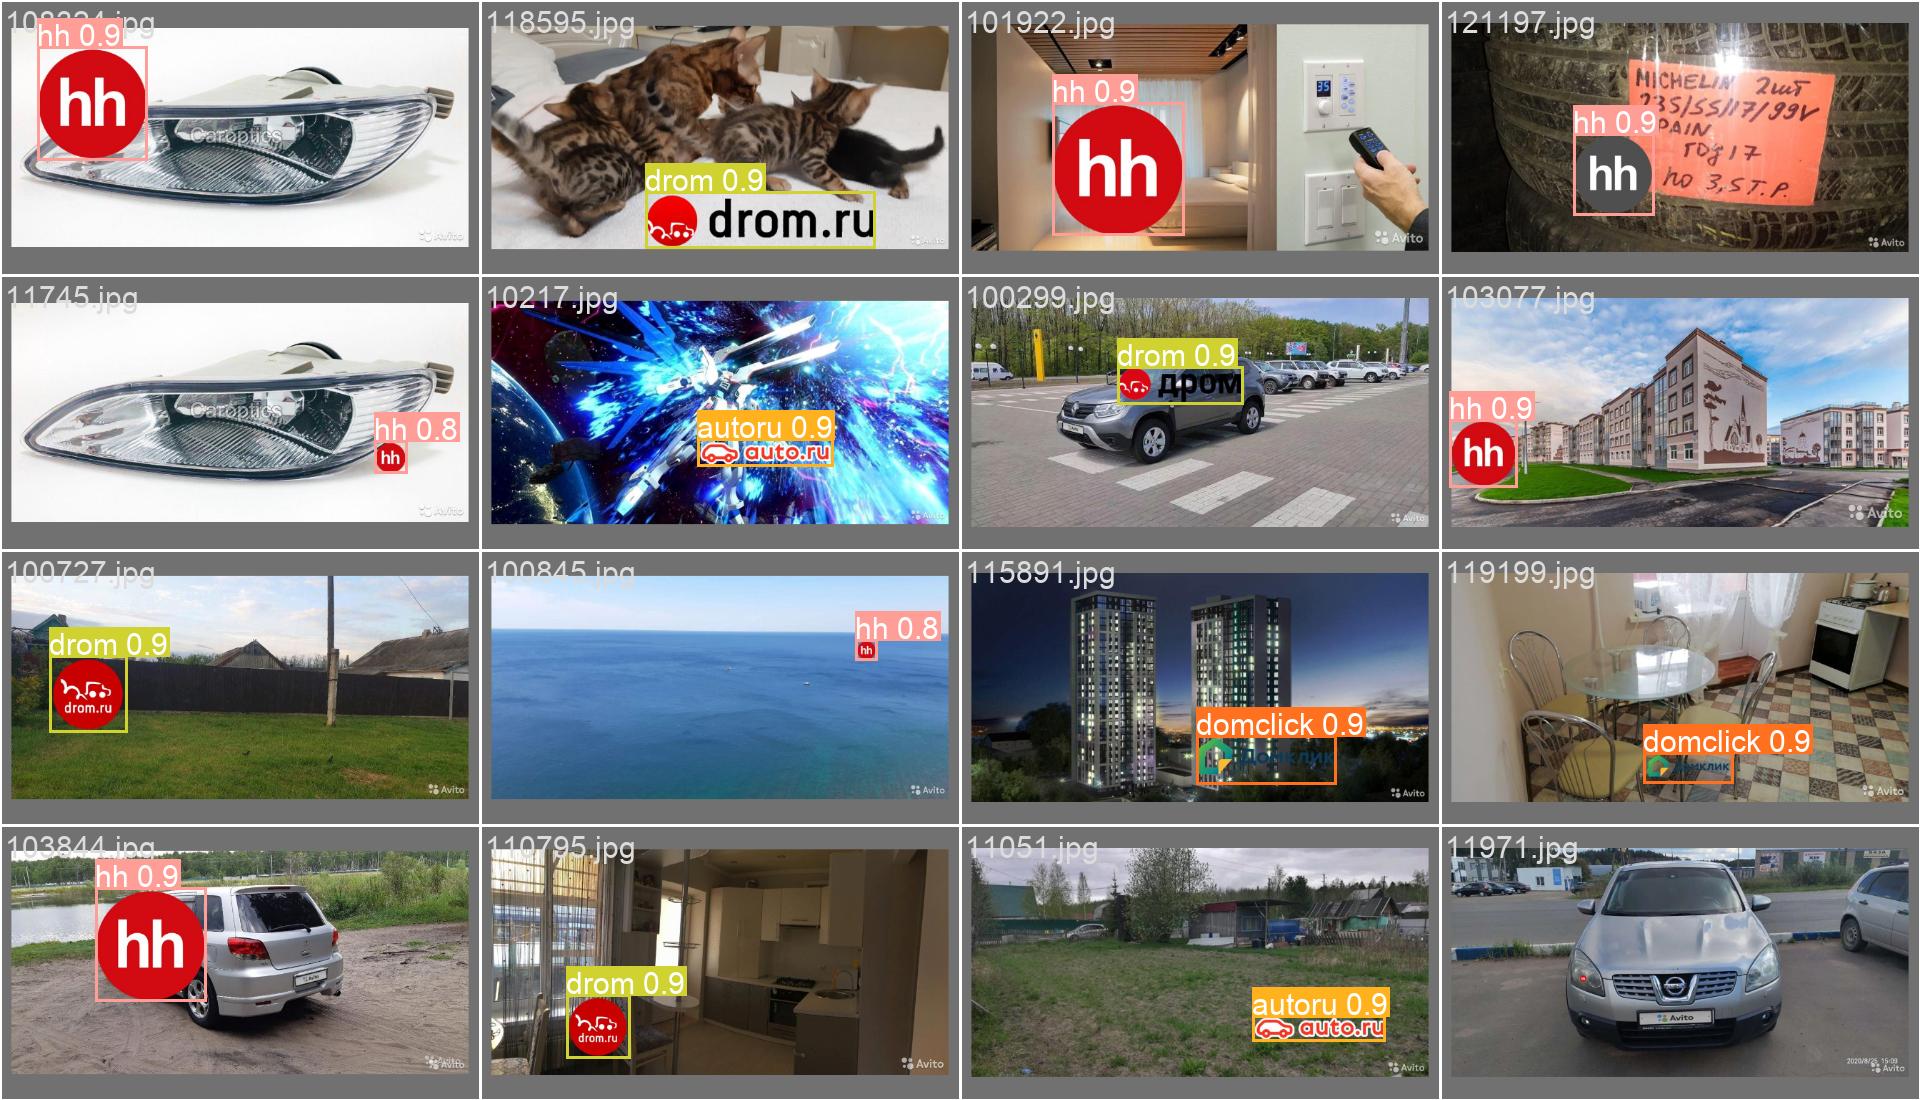 108224.jpg
hh 0.9
hh
Caroptics
Avito
118595.jpg
drom 0.9
drom.ru
Avito
101922.jpg
hh 0.9
hh
35
Avito
121197.jpg
MICHELIN 2шт
235/55/17/99V
hh 0.9
PAIN
год 17
hh
по 3,5 Т.Р.
Avito
11745.jpg
Caroptics
hh 0.8
hh
Avito
10217.jpg
autoru 0.9
auto.ru
Avito
100299.jpg
drom 0.9
дром
Avito
Avito
103077.jpg
hh 0.9
hh
Avito
100727.jpg
drom 0.9
drom.ru
Avito
100845.jpg
hh 0.8
hh
Avito
115891.jpg
domclick 0.9
Домклик
Avito
119199.jpg
domclick 0.9
Домклик
Avito
103844.jpg
hh 0.9
hh
Avito
Avito
110795.jpg
drom 0.9
drom.ru
Avito
11051.jpg
autoru 0.9
auto.ru
Avito
11971.jpg
Avito
2020/8/25 15:09
Avito